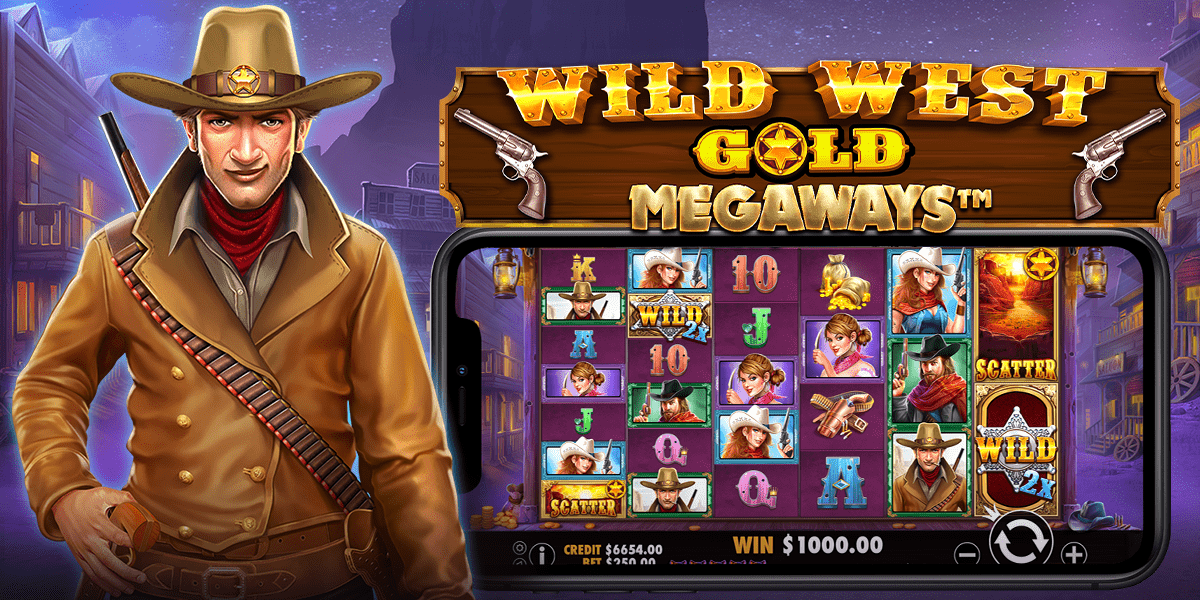 WILD WEST
GOLD
MEGAWAYS™
K
A
J
SCATTER
WILD
2X
10
Q
10
J
Q
A
SCATTER
WILD
2X
CREDIT $6654.00
BET $250.00
WIN $1000.00